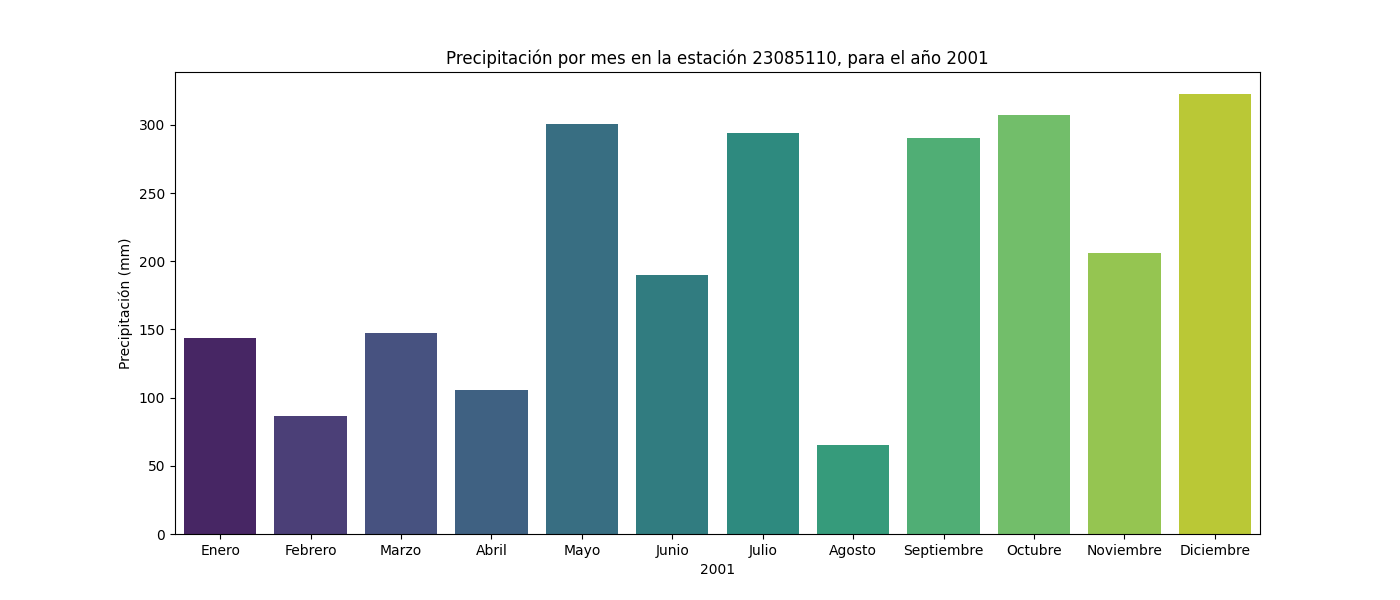 Precipitación por mes en la estación 23085110, para el año 2001
Precipitación (mm)
300
250
200
150
100
50
0
Enero Febrero Marzo Abril Mayo Junio Julio Agosto Septiembre Octubre Noviembre Diciembre
2001